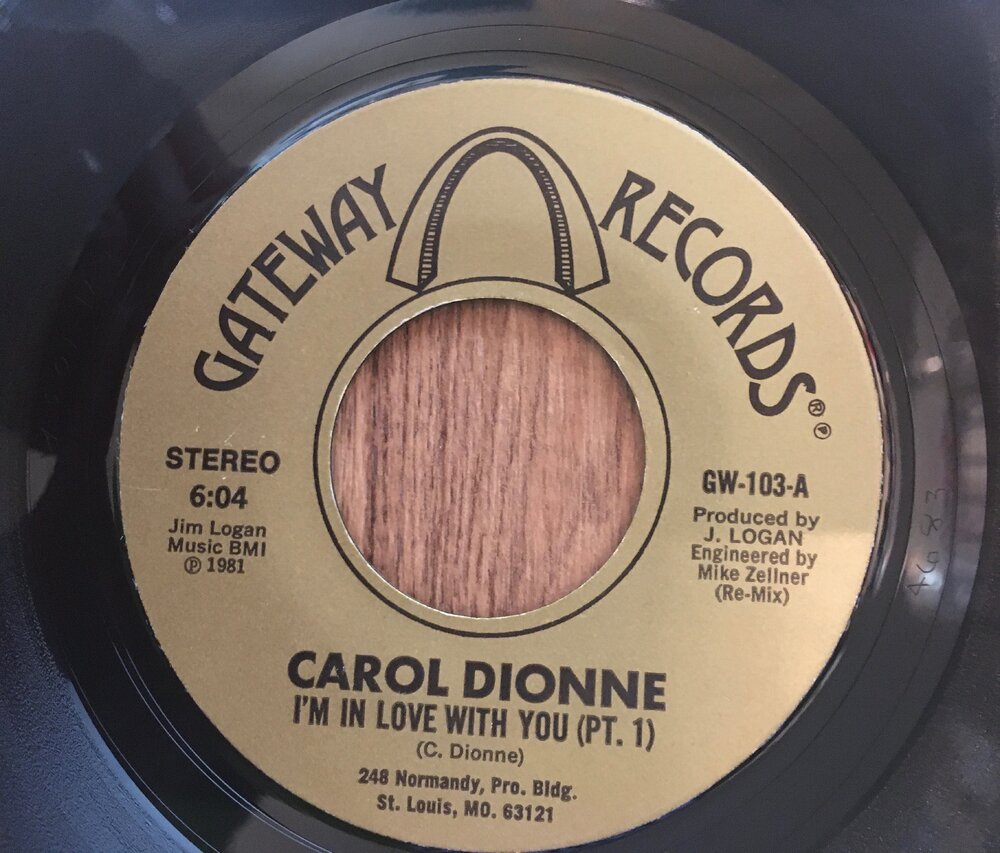 GATEWAY RECORDS ® ℗
STEREO
6:04
Jim Logan
Music BMI
℗ 1981
GW-103-A
Produced by
J. LOGAN
Engineered by
Mike Zellner
(Re-Mix)
CAROL DIONNE
I'M IN LOVE WITH YOU (PT. 1)
(C. Dionne)
248 Normandy, Pro. Bldg.
St. Louis, MO. 63121